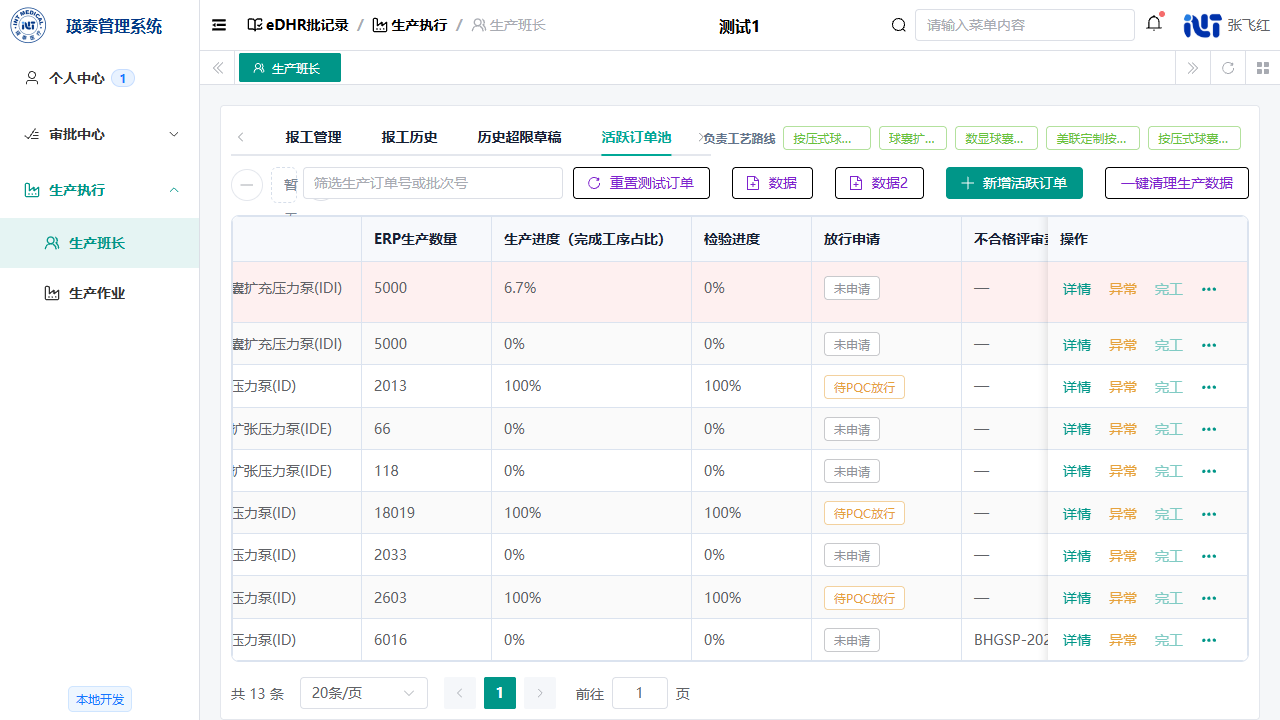 瑛泰管理系统
eDHR批记录 / 生产执行 / 生产班长
测试1
请输入菜单内容
张飞红
个人中心 1
审批中心
生产执行
生产班长
生产作业
本地开发
生产班长
报工管理
报工历史
历史超限草稿
活跃订单池
负责工艺路线
按压式球...
球囊扩...
数显球囊...
美联定制按...
按压式球囊...
暂
筛选生产订单号或批次号
重置测试订单
数据
数据2
新增活跃订单
一键清理生产数据
ERP生产数量 生产进度（完成工序占比） 检验进度 放行申请 不合格评审 操作
囊扩充压力泵(IDI) 5000 6.7% 0% 未申请 — 详情 异常 完工
囊扩充压力泵(IDI) 5000 0% 0% 未申请 — 详情 异常 完工
压力泵(ID) 2013 100% 100% 待PQC放行 — 详情 异常 完工
扩张压力泵(IDE) 66 0% 0% 未申请 — 详情 异常 完工
扩张压力泵(IDE) 118 0% 0% 未申请 — 详情 异常 完工
压力泵(ID) 18019 100% 100% 待PQC放行 — 详情 异常 完工
压力泵(ID) 2033 0% 0% 未申请 — 详情 异常 完工
压力泵(ID) 2603 100% 100% 待PQC放行 — 详情 异常 完工
压力泵(ID) 6016 0% 0% 未申请 BHGSP-202 详情 异常 完工
共 13 条 20条/页 1 前往 1 页